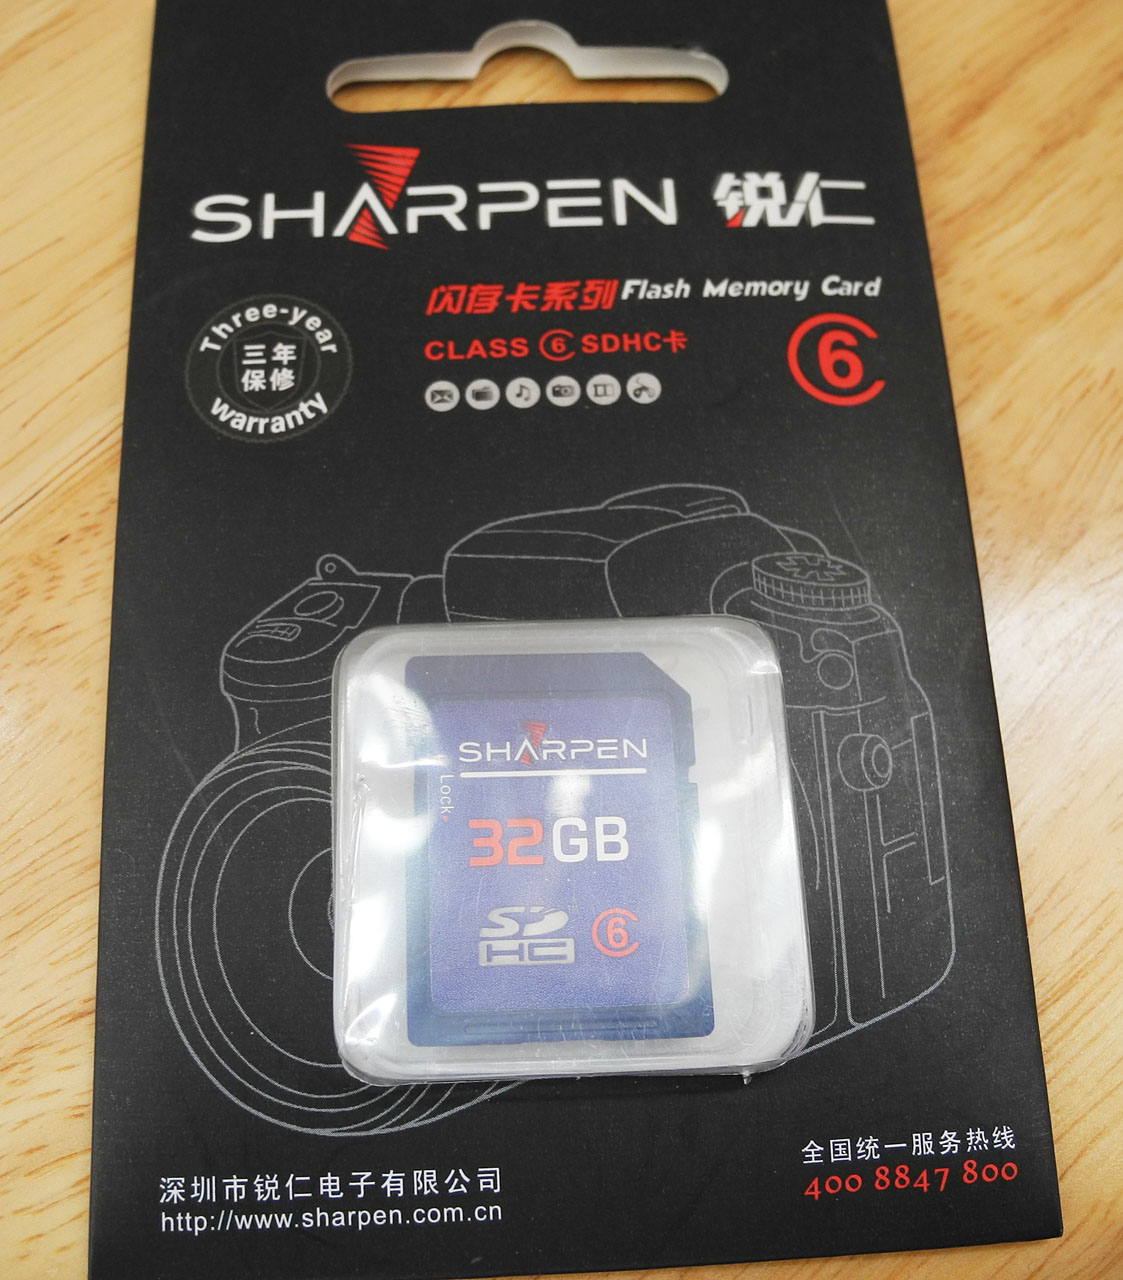 SHARPEN 锐仁
闪存卡系列 Flash Memory Card
CLASS 6 SDHC卡
6
Three-year
三年
保修
warranty
SHARPEN
Lock
32GB
SD
HC
6
全国统一服务热线
400 8847 800
深圳市锐仁电子有限公司
http://www.sharpen.com.cn